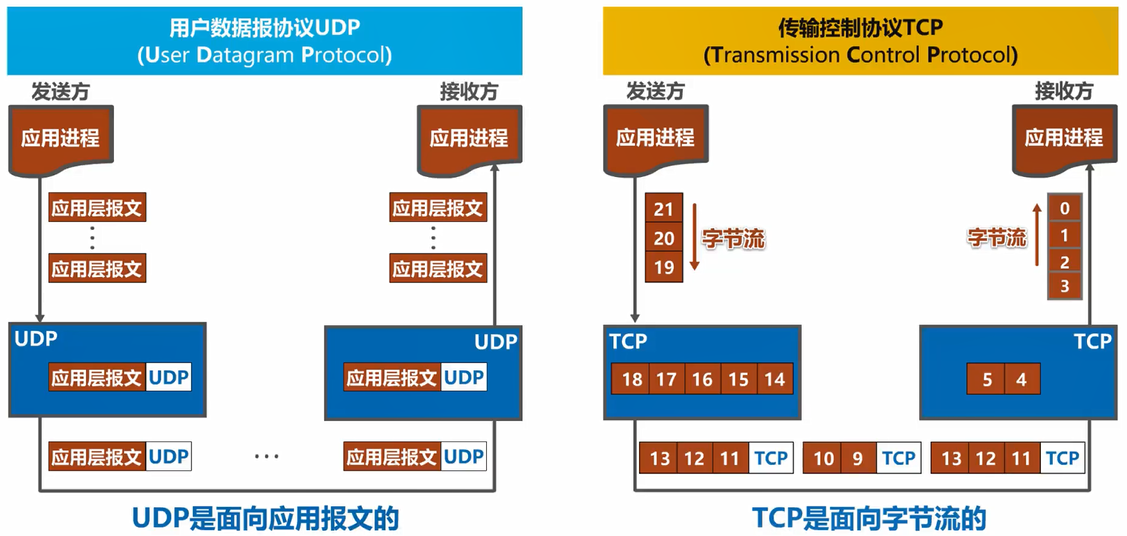 用户数据报协议UDP
(User Datagram Protocol)
发送方
接收方
应用进程
应用进程
应用层报文
应用层报文
应用层报文
应用层报文
UDP
UDP
应用层报文 UDP
应用层报文 UDP
应用层报文 UDP
...
应用层报文 UDP
UDP是面向应用报文的
传输控制协议TCP
(Transmission Control Protocol)
发送方
接收方
应用进程
应用进程
21
20
19
字节流
字节流
0
1
2
3
TCP
TCP
18 17 16 15 14
5 4
13 12 11 TCP
10 9 TCP
13 12 11 TCP
TCP是面向字节流的